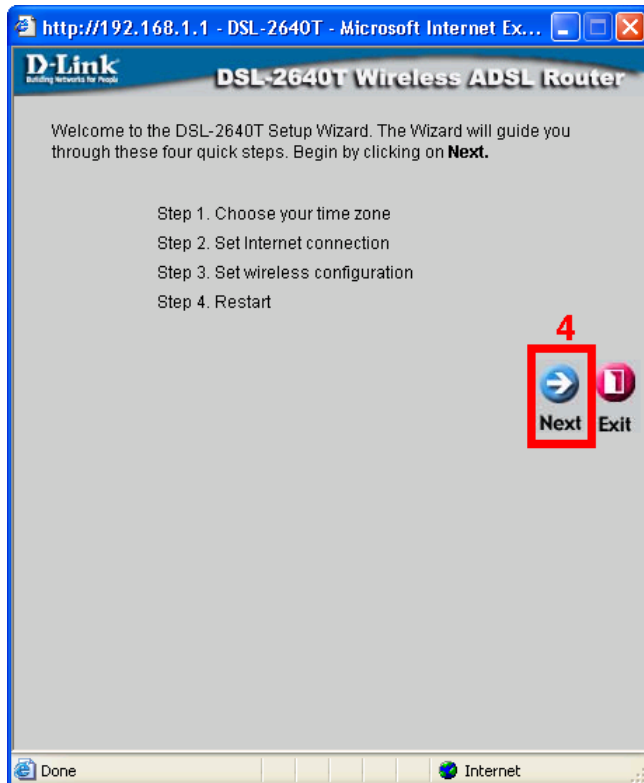 http://192.168.1.1 - DSL-2640T - Microsoft Internet Ex...
D-Link
Building Networks for People
DSL-2640T Wireless ADSL Router
Welcome to the DSL-2640T Setup Wizard. The Wizard will guide you
through these four quick steps. Begin by clicking on Next.
Step 1. Choose your time zone
Step 2. Set Internet connection
Step 3. Set wireless configuration
Step 4. Restart
4
Next Exit
Done Internet